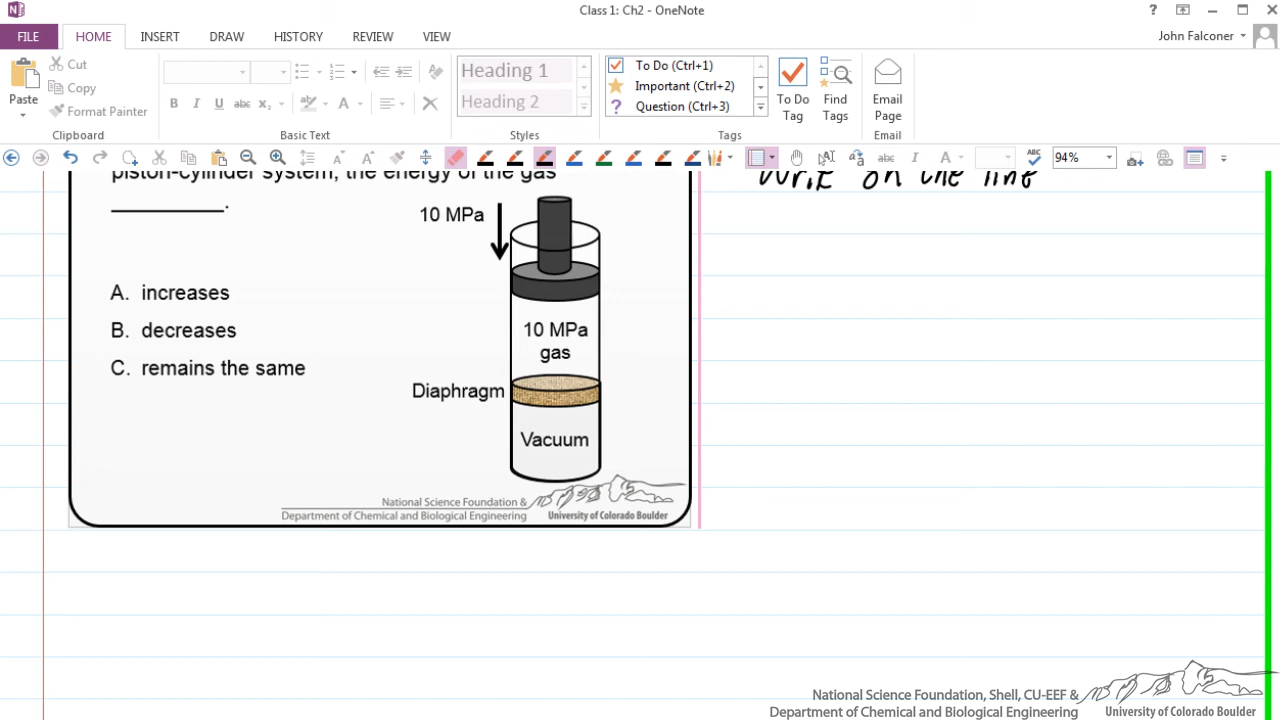 Class 1: Ch2 - OneNote
?
FILE HOME INSERT DRAW HISTORY REVIEW VIEW
John Falconer
Paste
Cut
Copy
Format Painter
Clipboard
B I U abc x₂ A
Basic Text
Heading 1
Heading 2
Styles
To Do (Ctrl+1)
Important (Ctrl+2)
? Question (Ctrl+3)
Tags
To Do
Tag
Find
Tags
Email
Page
Email
94%
piston-cylinder system, the energy of the gas
__________.
write on the line
10 MPa
A. increases
B. decreases
C. remains the same
10 MPa
gas
Diaphragm
Vacuum
National Science Foundation &
Department of Chemical and Biological Engineering
University of Colorado Boulder
National Science Foundation, Shell, CU-EEF &
Department of Chemical and Biological Engineering
University of Colorado Boulder